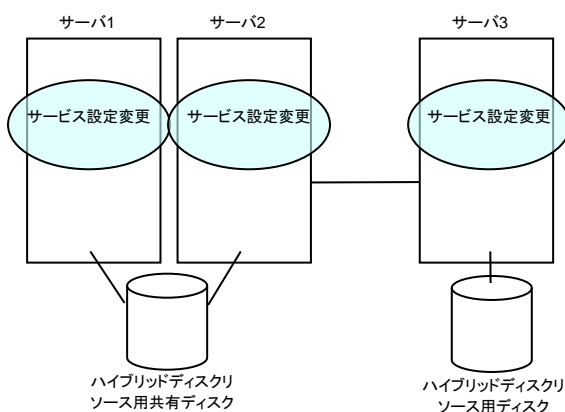 サーバ1
サーバ2
サーバ3
サービス設定変更
サービス設定変更
サービス設定変更
ハイブリッドディスクリ
ソース用共有ディスク
ハイブリッドディスクリ
ソース用ディスク